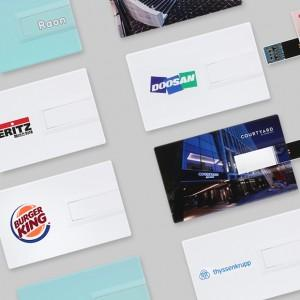 Raon
DOOSAN
ERITZ
COURTYARD
BURGER
KING
thyssenkrupp